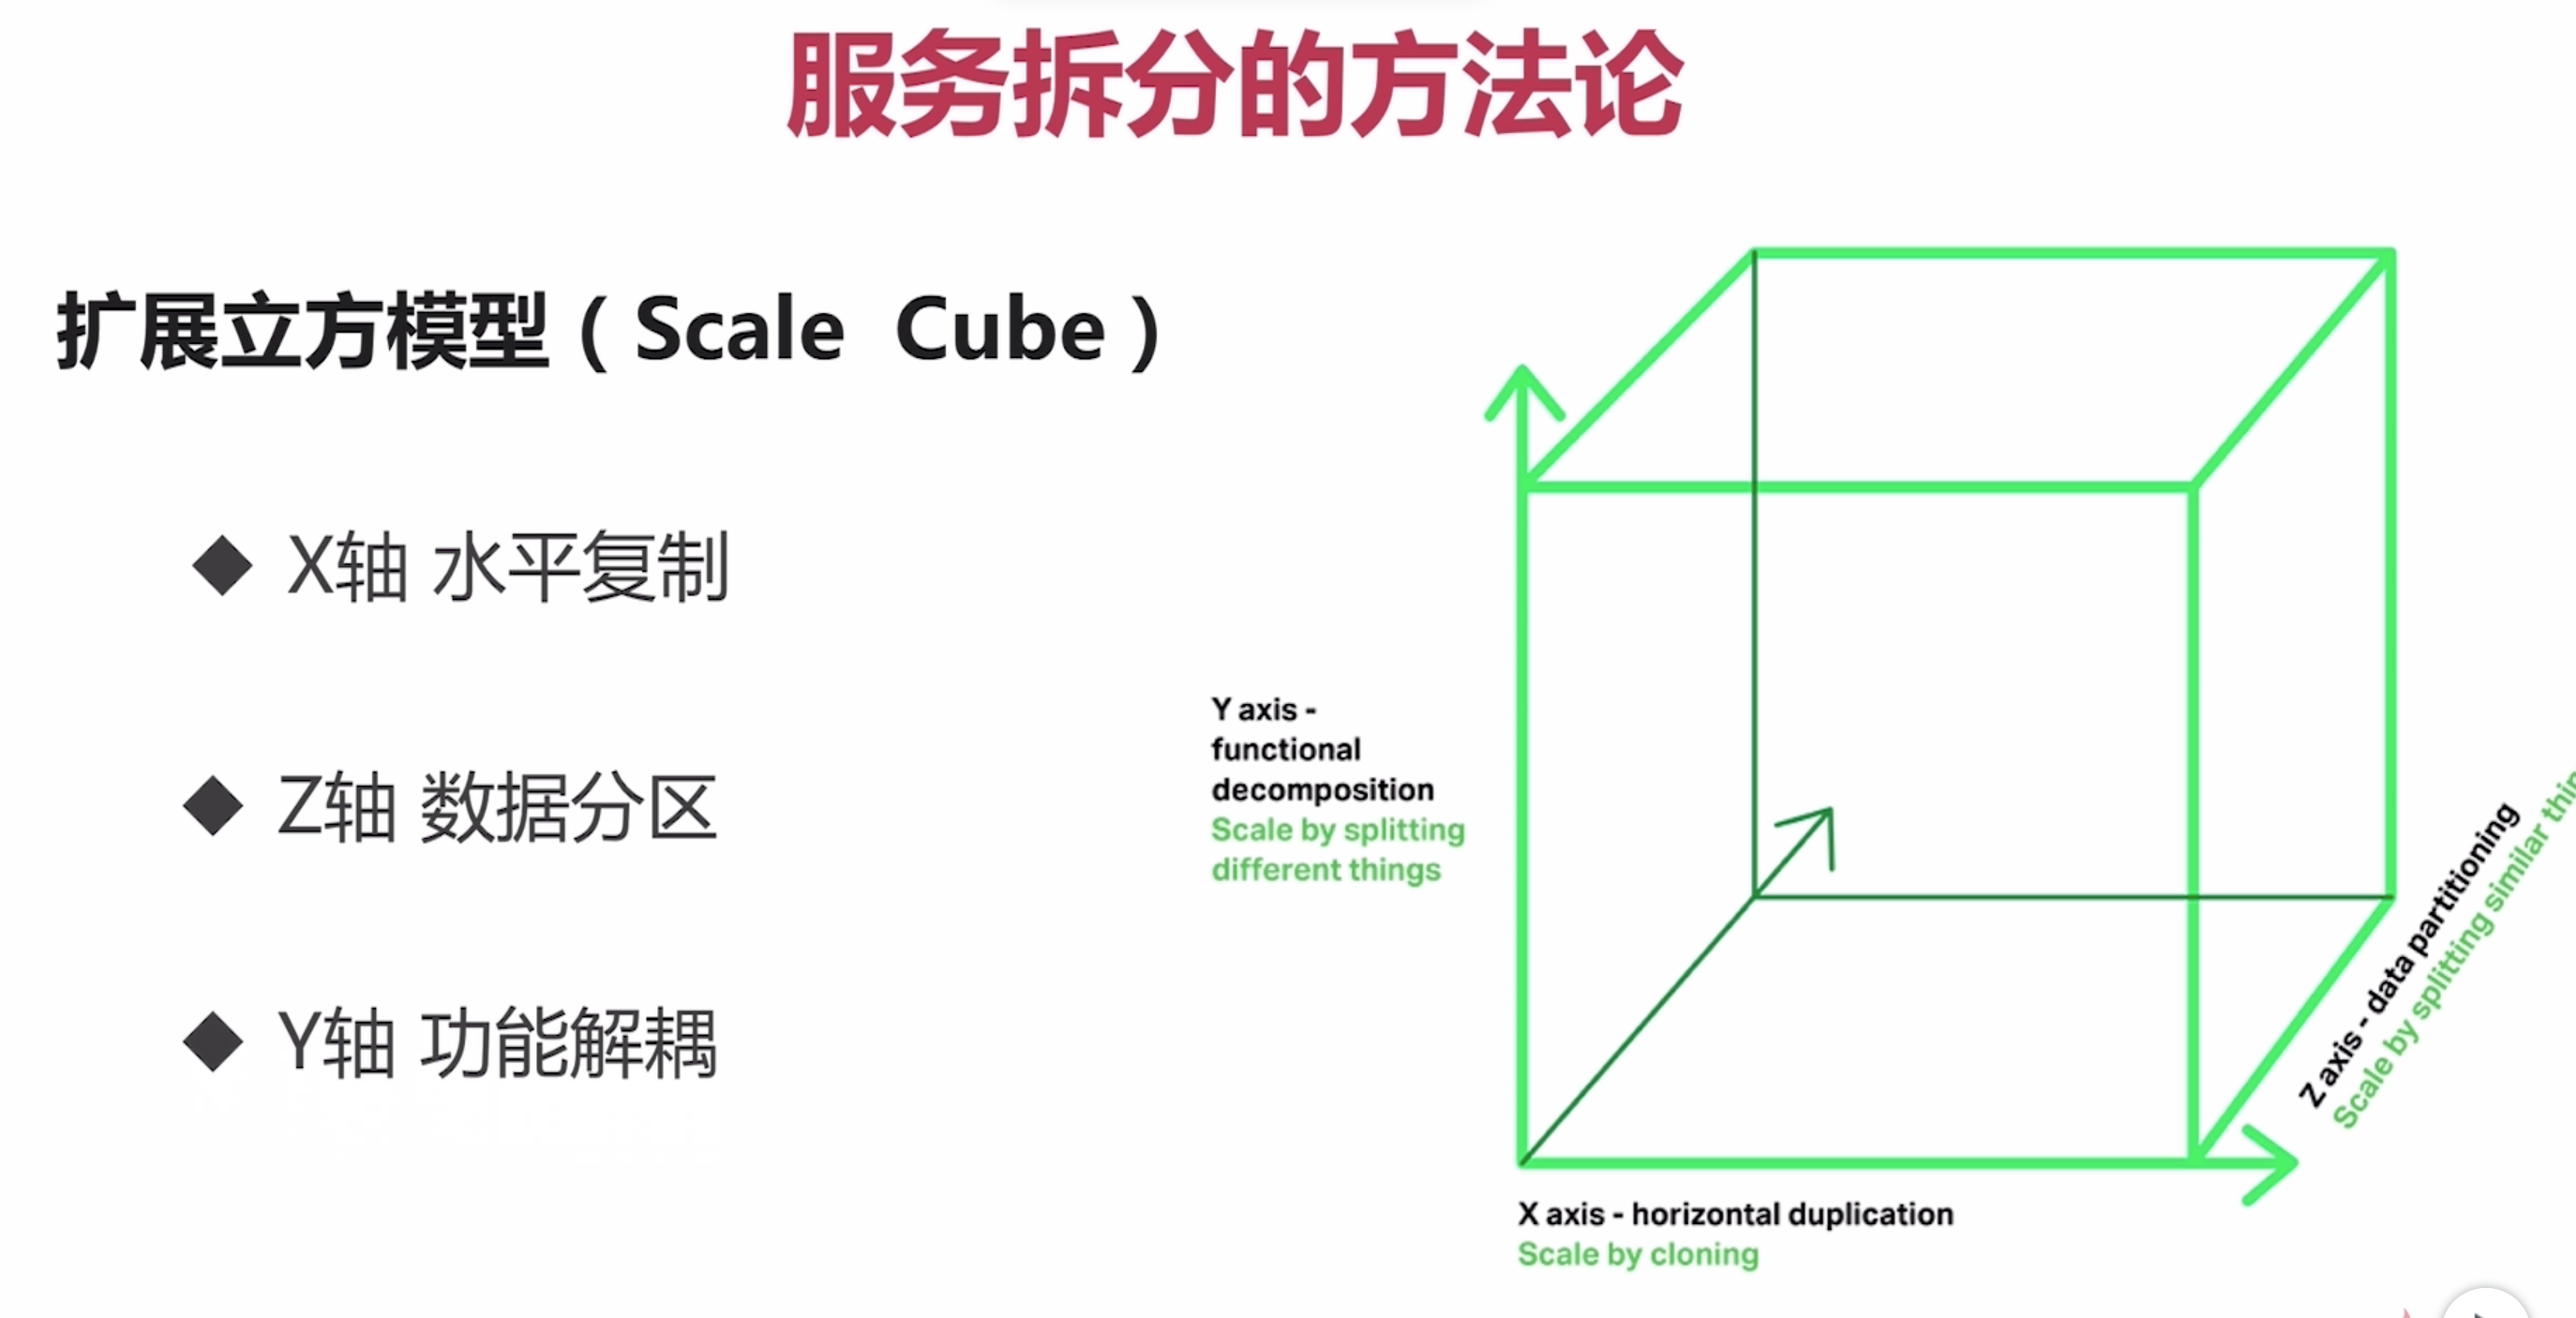 服务拆分的方法论
扩展立方模型（Scale Cube）
◆ X轴 水平复制
◆ Z轴 数据分区
◆ Y轴 功能解耦
Y axis -
functional
decomposition
Scale by splitting
different things
Z axis - data partitioning
Scale by splitting similar
X axis - horizontal duplication
Scale by cloning